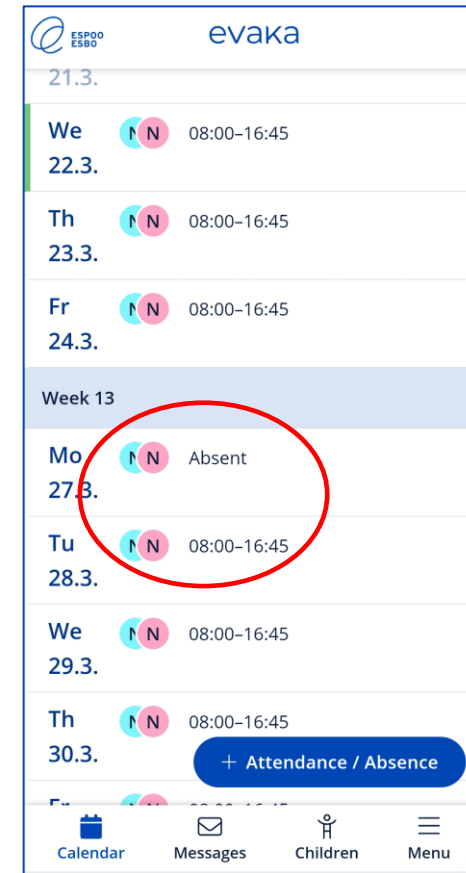 ESPOO
ESBO
evaka
21.3.
We N N 08:00–16:45
22.3.
Th N N 08:00–16:45
23.3.
Fr N N 08:00–16:45
24.3.
Week 13
Mo N N Absent
27.3.
Tu N N 08:00–16:45
28.3.
We N N 08:00–16:45
29.3.
Th N N 08:00–16:45
30.3.
+ Attendance / Absence
Fr
Calendar Messages Children Menu